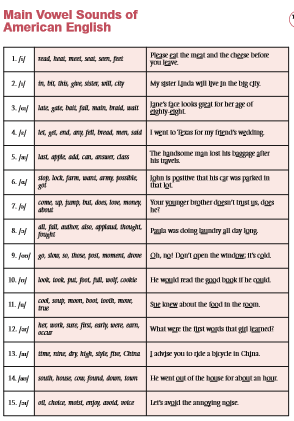 Main Vowel Sounds of
American English
1. /i/ read, heat, meet, seat, seen, feet Please eat the meat and the cheese before
you leave.
2. /ɪ/ in, bit, this, give, sister, will, city My sister Linda will live in the big city.
3. late, gate, bait, fail, main, braid, wait Jane's face looks great for her age of
eighty-eight.
4. let, get, end, any, fell, bread, men, said I went to Texas for my friend's wedding.
5. /æ/ last, apple, add, can, answer, class The handsome man lost his baggage after
his travels.
6. stop, lock, farm, want, army, possible,
got John is positive that his car was parked in
that lot.
7. come, up, jump, but, does, love, money,
about Your younger brother doesn't trust us, does
he?
8. all, fall, author, also, applaud, thought,
fought Paula was doing laundry all day long.
9. go, slow, so, those, post, moment, drone Oh, no! Don't open the window, it's cold.
10. look, took, put, foot, full, wolf, cookie He would read the good book if he could.
11. cool, soup, moon, boot, tooth, more,
true Sue knew about the food in the room.
12. her, work, sure, first, early, were, earn,
occur What were the first words that girl learned?
13. time, nine, dry, high, style, five, China I advise you to ride a bicycle in China.
14. south, house, cow, found, down, town He went out of the house for about an hour.
15. oil, choice, moist, enjoy, avoid, voice Let's avoid the annoying noise.